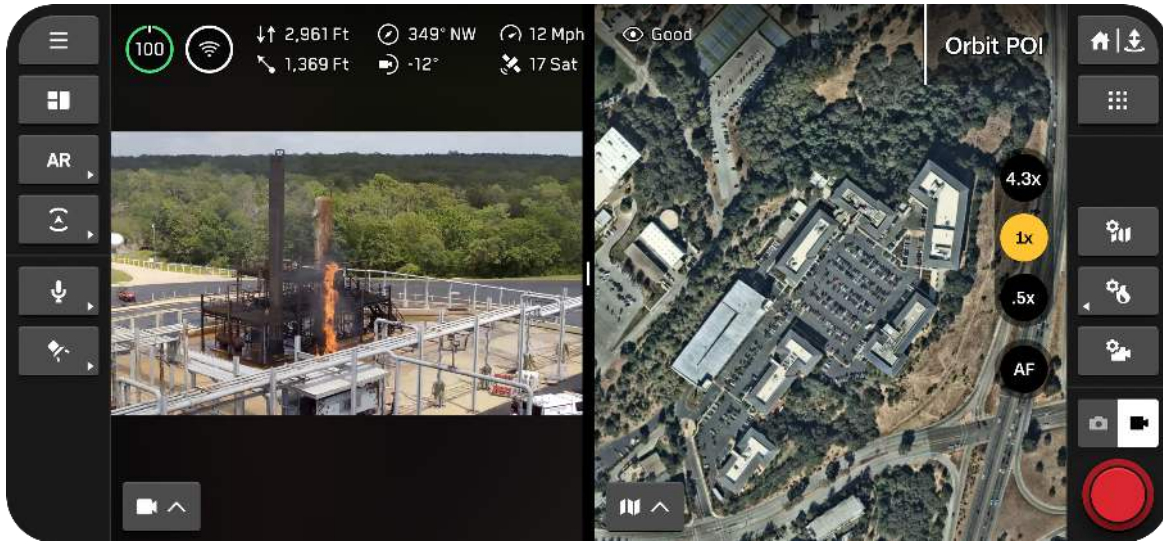 100
2,961 Ft
349° NW
12 Mph
1,369 Ft
-12°
17 Sat
Good
Orbit POI
AR
4.3x
1x
.5x
AF